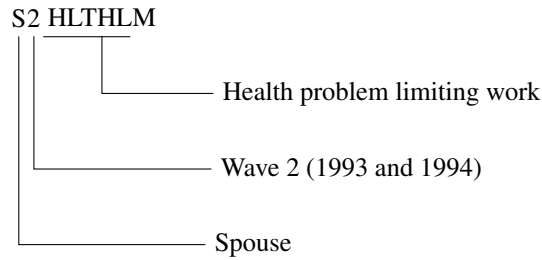 S2 HLTHLM
Health problem limiting work
Wave 2 (1993 and 1994)
Spouse